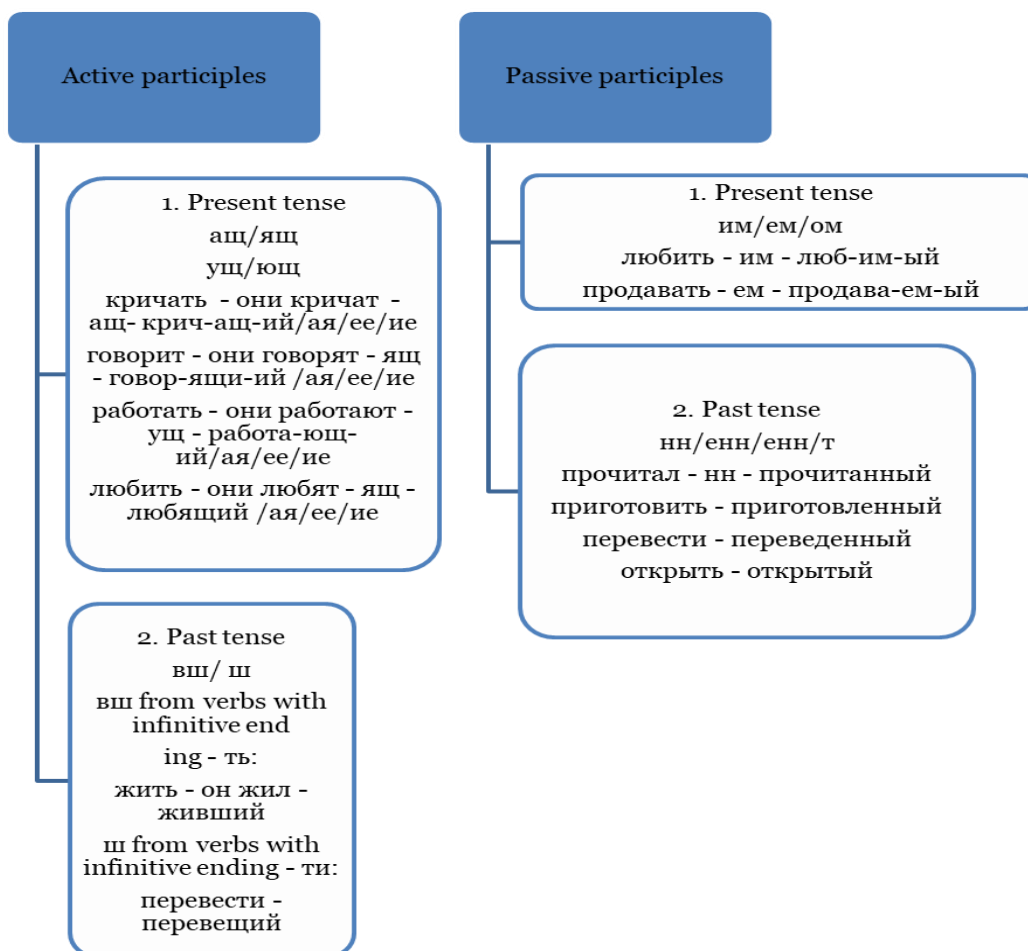 Active participles
1. Present tense
ащ/ящ
ущ/ющ
кричать - они кричат -
ащ- крич-ащ-ий/ая/ее/ие
говорит - они говорят - ящ
- говор-ящи-ий /ая/ее/ие
работать - они работают -
ущ - работа-ющ-
ий/ая/ее/ие
любить - они любят - ящ -
любящий /ая/ее/ие
2. Past tense
вш/ ш
вш from verbs with
infinitive end
ing - ть:
жить - он жил -
живший
ш from verbs with
infinitive ending - ти:
перевести -
перевещий
Passive participles
1. Present tense
им/ем/ом
любить - им - люб-им-ый
продавать - ем - продава-ем-ый
2. Past tense
нн/енн/енн/т
прочитал - нн - прочитанный
приготовить - приготовленный
перевести - переведенный
открыть - открытый